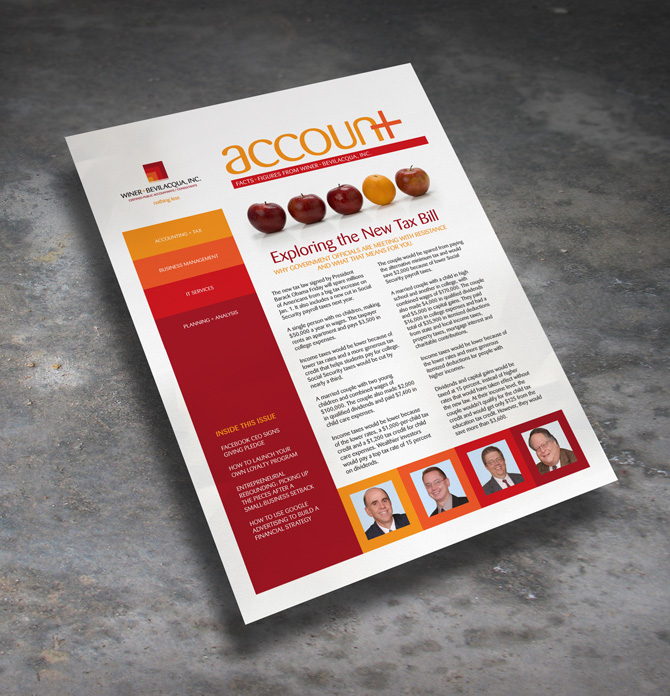 accoun+
FACTS + FIGURES FROM WINER + BEVILACQUA, INC.
WINER + BEVILACQUA, INC.
CERTIFIED PUBLIC ACCOUNTANTS / CONSULTANTS
nothing less
ACCOUNTING + TAX
BUSINESS MANAGEMENT
IT SERVICES
PLANNING + ANALYSIS
INSIDE THIS ISSUE
FACEBOOK CEO SIGNS
GIVING PLEDGE
HOW TO LAUNCH YOUR
OWN LOYALTY PROGRAM
ENTREPRENEURIAL
REBOUNDING: PICKING UP
THE PIECES AFTER A
SMALL-BUSINESS SETBACK
HOW TO USE GOOGLE
ADVERTISING TO BUILD A
FINANCIAL STRATEGY
Exploring the New Tax Bill
WHY GOVERNMENT OFFICIALS ARE MEETING WITH RESISTANCE
AND WHAT THAT MEANS FOR YOU.
The new tax law signed by President
Barack Obama Friday will spare millions
of Americans from a big tax increase on
Jan. 1. It also includes a new cut in Social
Security payroll taxes next year.
A single person with no children, making
$50,000 a year in wages. The taxpayer
rents an apartment and pays $3,500 in
college expenses.
Income taxes would be lower because of
lower tax rates and a more generous tax
credit that helps students pay for college.
Social Security taxes would be cut by
nearly a third.
A married couple with two young
children and combined wages of
$100,000. The couple also made $2,000
in qualified dividends and paid $7,400 in
child care expenses.
Income taxes would be lower because
of the lower rates, a $1,000-per-child tax
credit and a $1,200 tax credit for child
care expenses. Wealthier investors
would pay a top tax rate of 15 percent
on dividends.
The couple would be spared from paying
the alternative minimum tax and would
save $2,000 because of lower Social
Security payroll taxes.
A married couple with a child in high
school and another in college, with
combined wages of $170,000. The couple
also made $4,000 in qualified dividends
and $5,000 in capital gains. They paid
$16,000 in college expenses and had a
total of $35,900 in itemized deductions
from state and local income taxes,
property taxes, mortgage interest and
charitable contributions.
Income taxes would be lower because of
the lower rates and more generous
itemized deductions for people with
higher incomes.
Dividends and capital gains would be
taxed at 15 percent, instead of higher
rates that would have taken effect without
the new law. At their income level, the
couple wouldn't qualify for the child tax
credit and would get only $125 from the
education tax credit. However, they would
save more than $3,600.